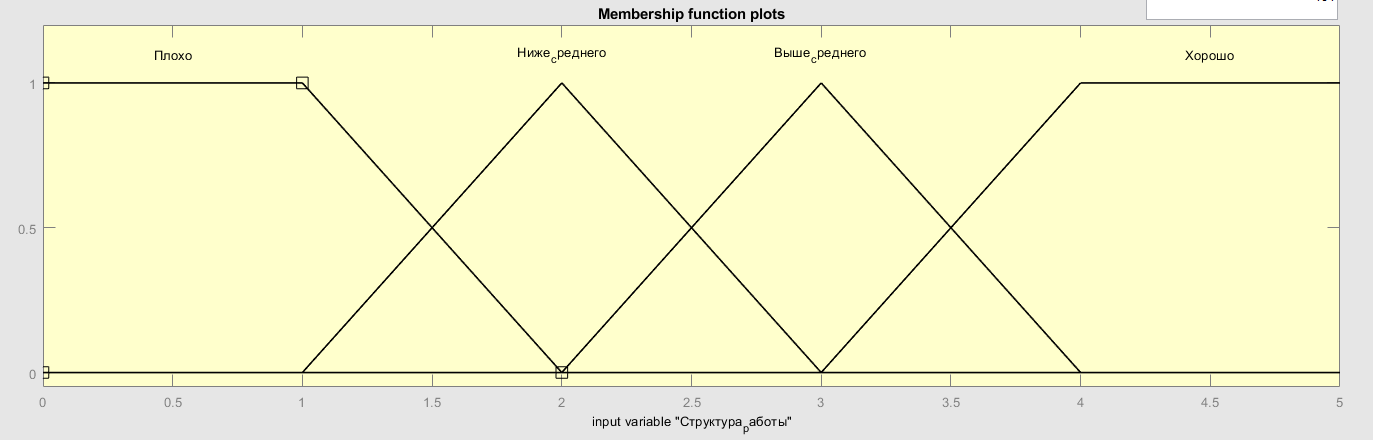 Membership function plots
Плохо
Ниже_среднего
Выше_среднего
Хорошо
1
0.5
0
0 0.5 1 1.5 2 2.5 3 3.5 4 4.5 5
input variable "Структура_работы"